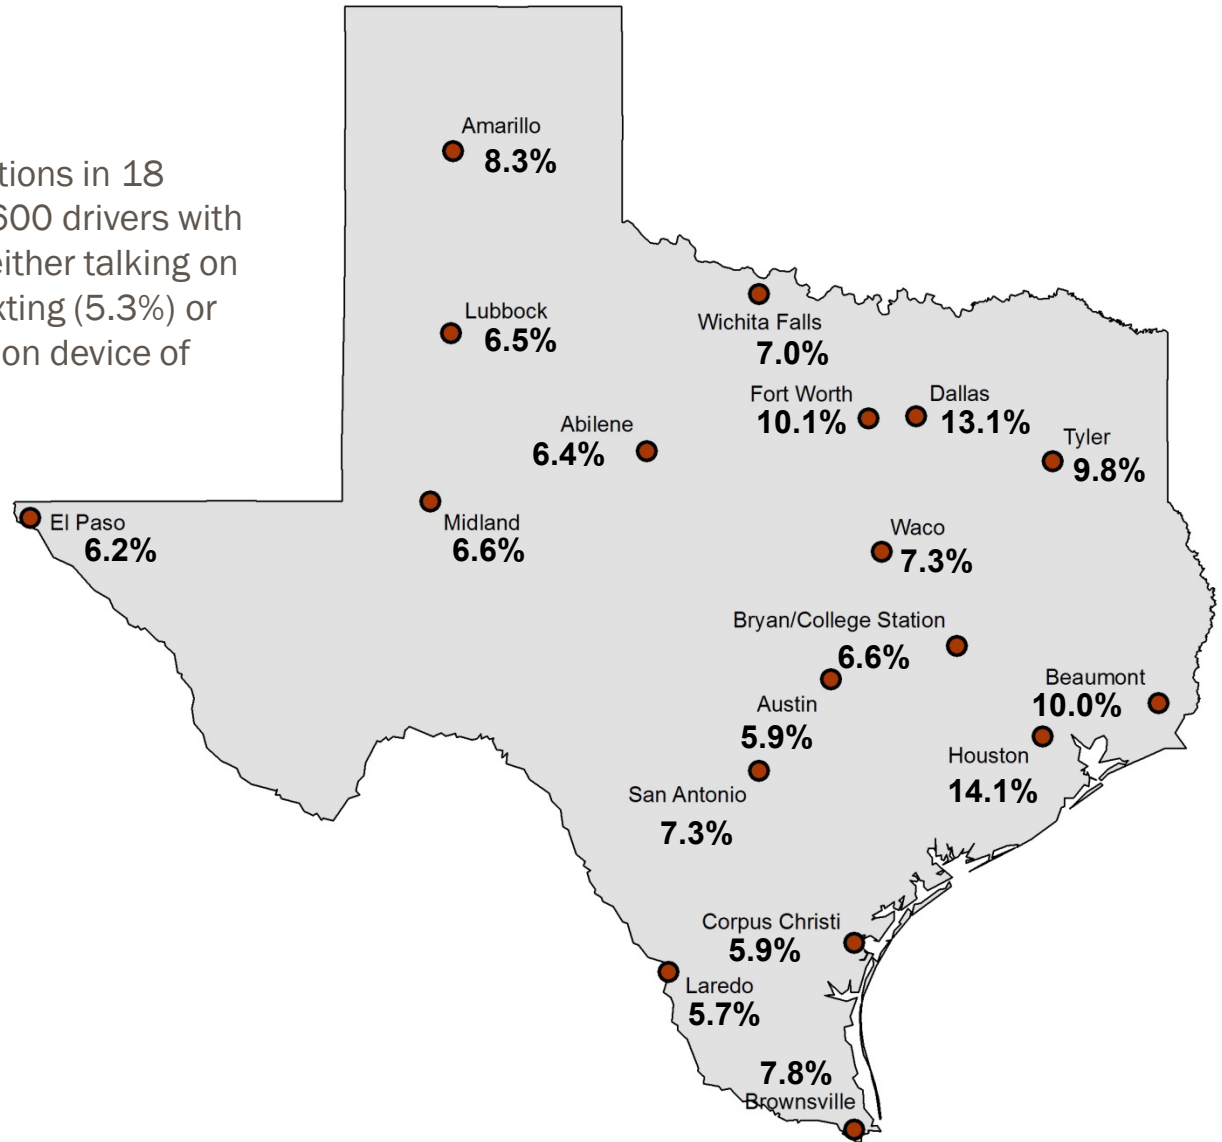 Amarillo
8.3%
tions in 18
600 drivers with
either talking on
xting (5.3%) or
on device of
Lubbock
6.5%
Wichita Falls
7.0%
Fort Worth
10.1%
Dallas
13.1%
Abilene
6.4%
Tyler
9.8%
El Paso
6.2%
Midland
6.6%
Waco
7.3%
Bryan/College Station
6.6%
Beaumont
10.0%
Austin
5.9%
Houston
14.1%
San Antonio
7.3%
Corpus Christi
5.9%
Laredo
5.7%
7.8%
Brownsville